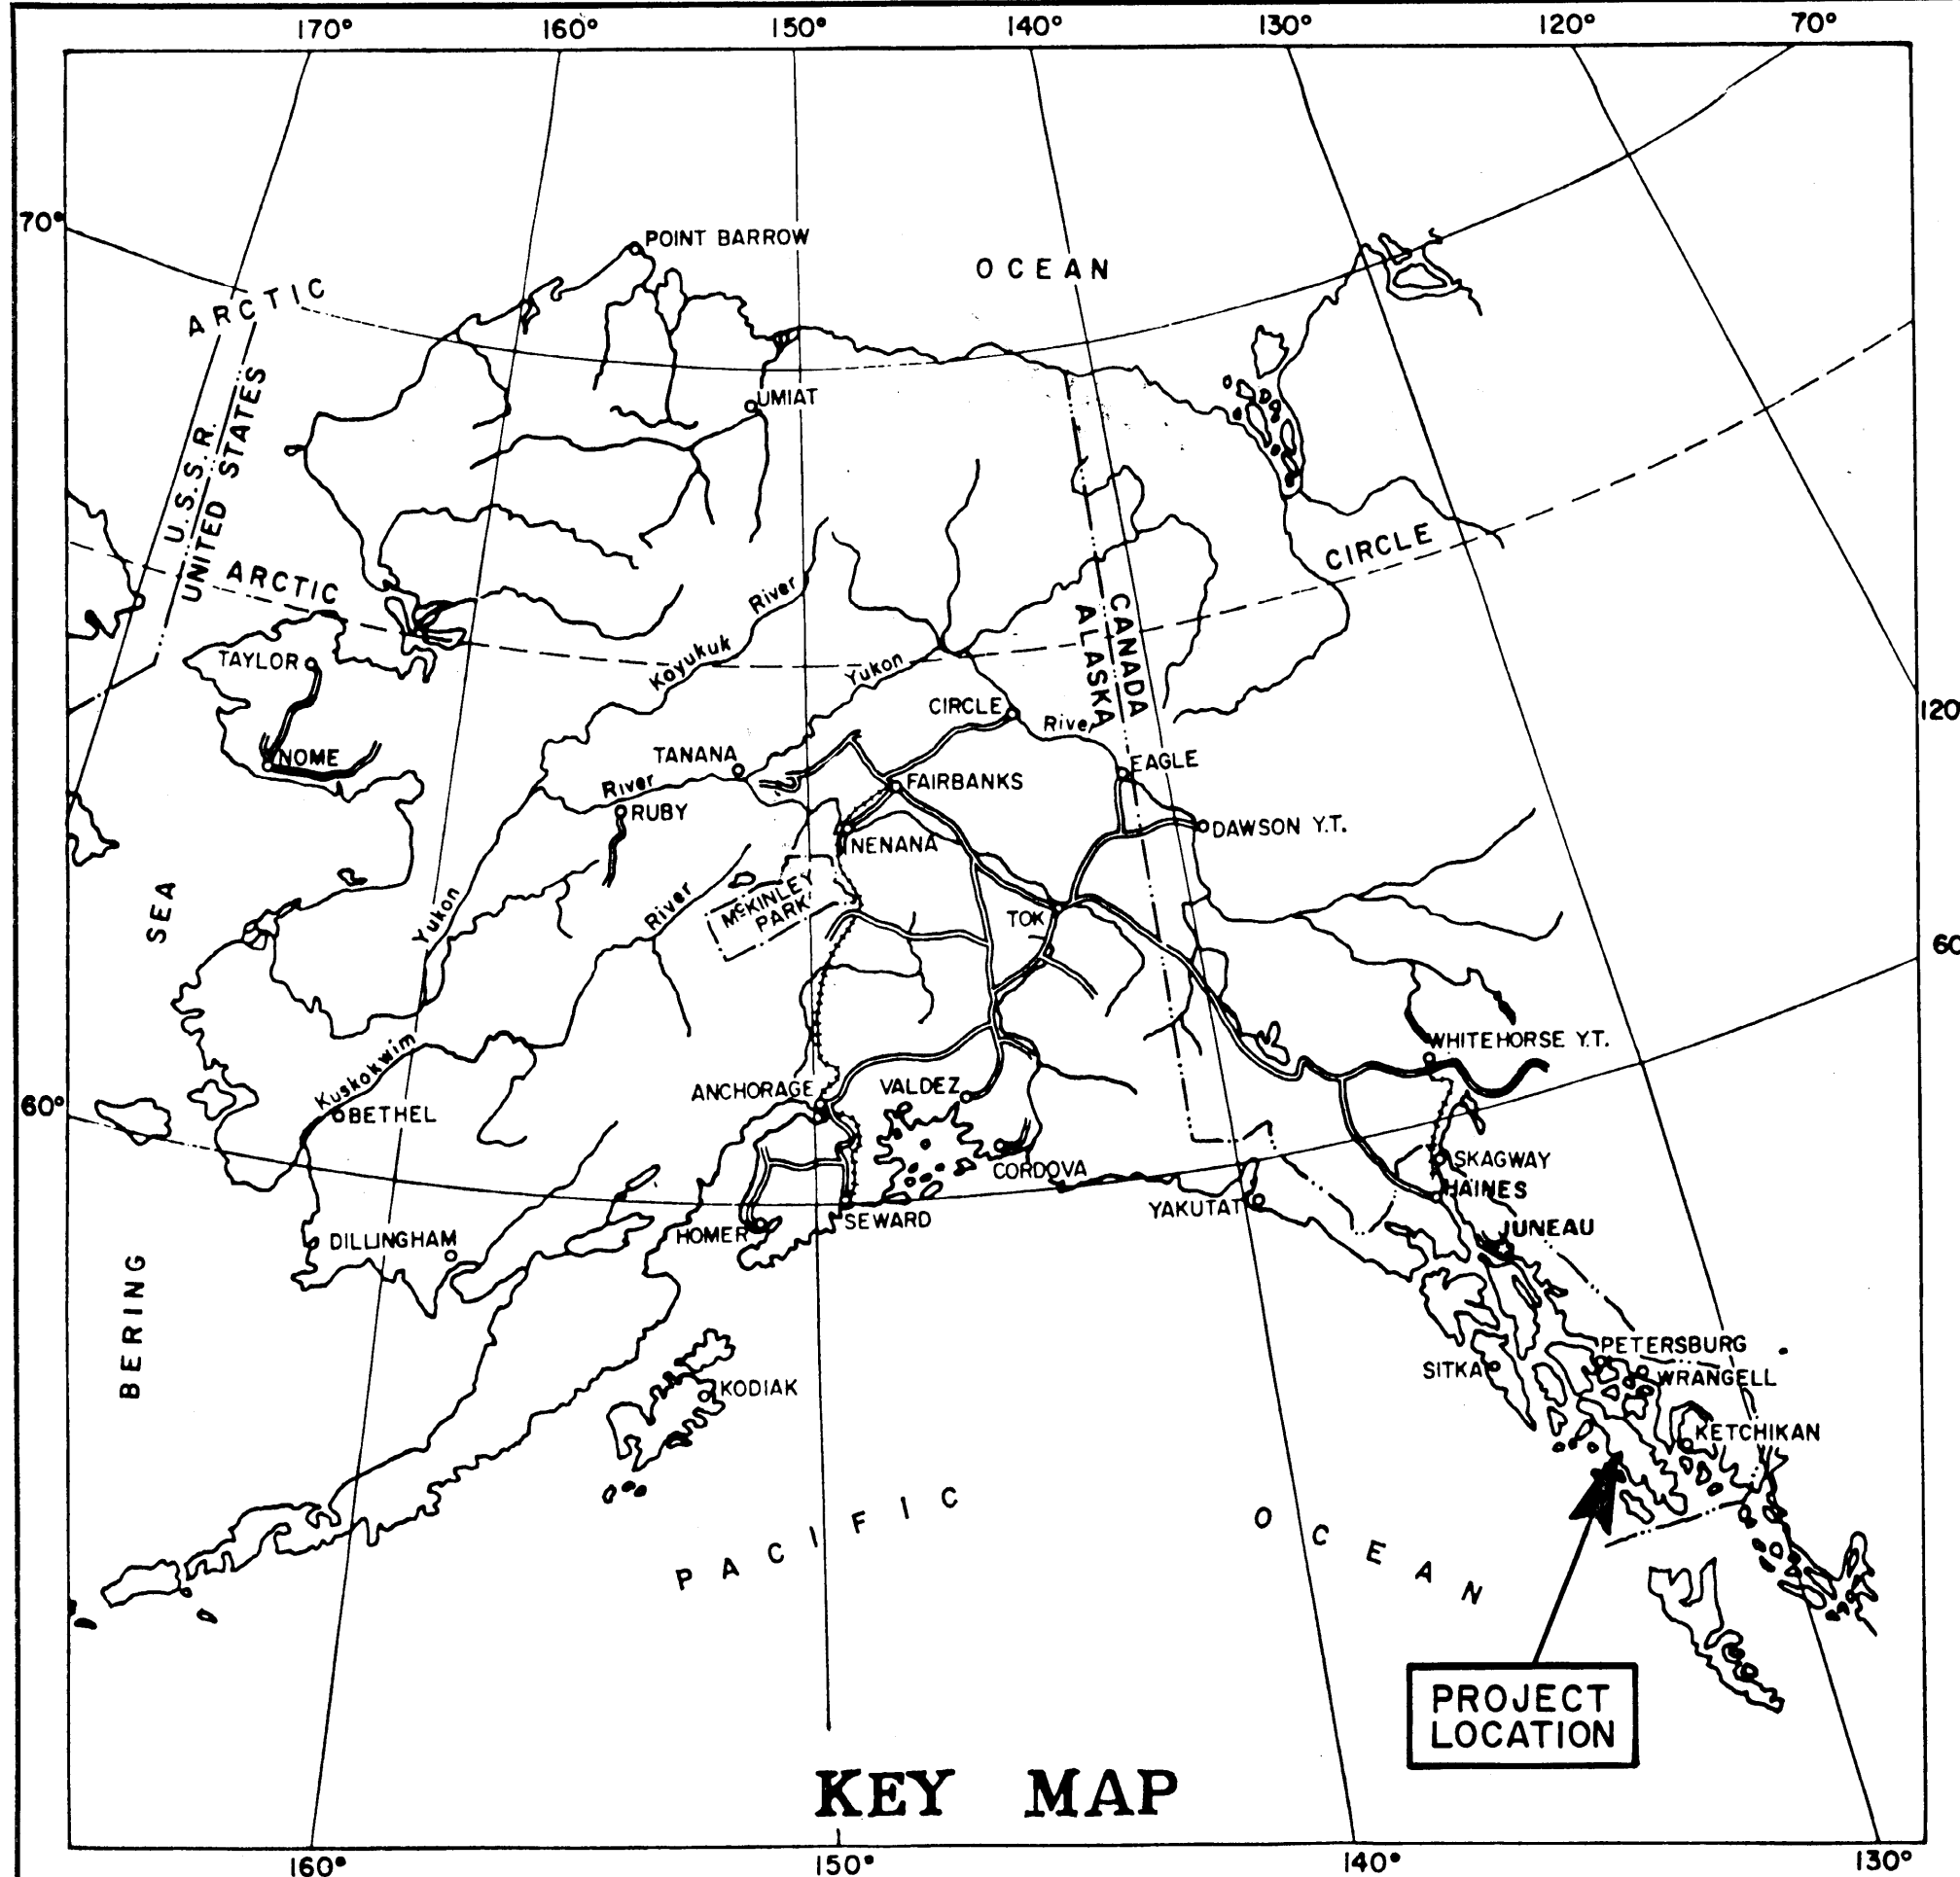 170° 160° 150° 140° 130° 120° 70°
70°
POINT BARROW
OCEAN
ARCTIC
UMIAT
U.S.S.R.
UNITED STATES
ARCTIC
CIRCLE
River
Koyukuk
CANADA
ALASKA
TAYLOR
Yukon
CIRCLE
River
120
NOME
TANANA
EAGLE
River
FAIRBANKS
RUBY
DAWSON Y.T.
NENANA
McKINLEY
PARK
River
SEA
Yukon
TOK
60
WHITEHORSE Y.T.
Kuskokwim
ANCHORAGE
VALDEZ
60°
BETHEL
CORDOVA
SKAGWAY
HAINES
YAKUTAT
SEWARD
HOMER
JUNEAU
DILLINGHAM
BERING
PETERSBURG
SITKA
WRANGELL
KODIAK
KETCHIKAN
PACIFIC
OCEAN
PROJECT
LOCATION
KEY MAP
160° 150° 140° 130°